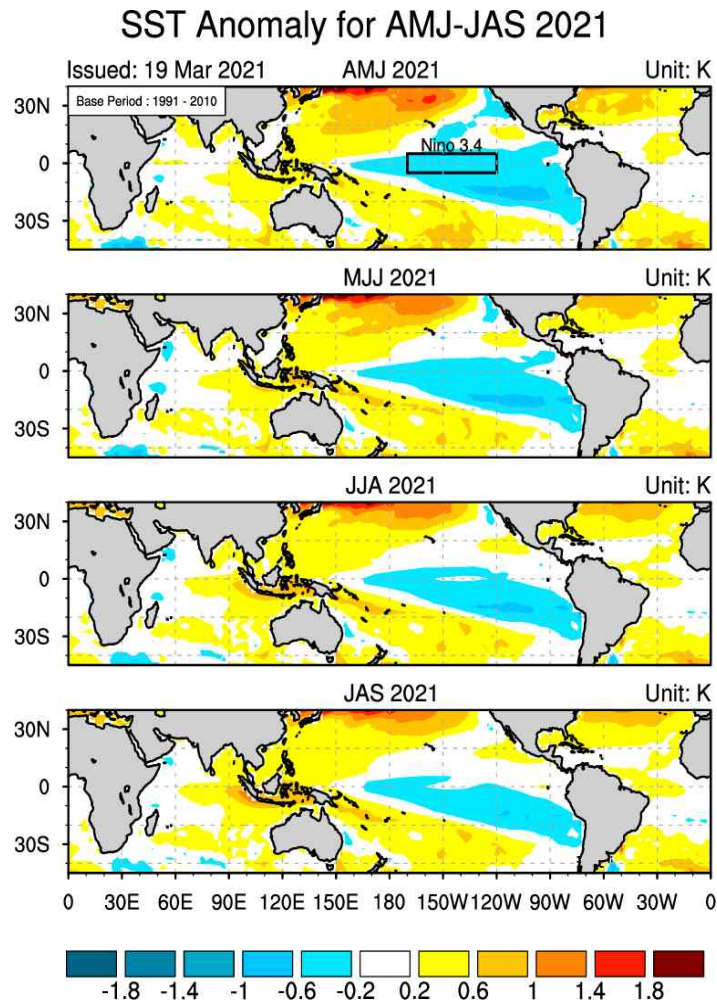 SST Anomaly for AMJ-JAS 2021
Issued: 19 Mar 2021 AMJ 2021 Unit: K
Base Period : 1991 - 2010
30N
Nino 3.4
0
30S
MJJ 2021 Unit: K
30N
0
30S
JJA 2021 Unit: K
30N
0
30S
JAS 2021 Unit: K
30N
0
30S
0 30E 60E 90E 120E 150E 180 150W 120W 90W 60W 30W 0
-1.8 -1.4 -1 -0.6 -0.2 0.2 0.6 1 1.4 1.8